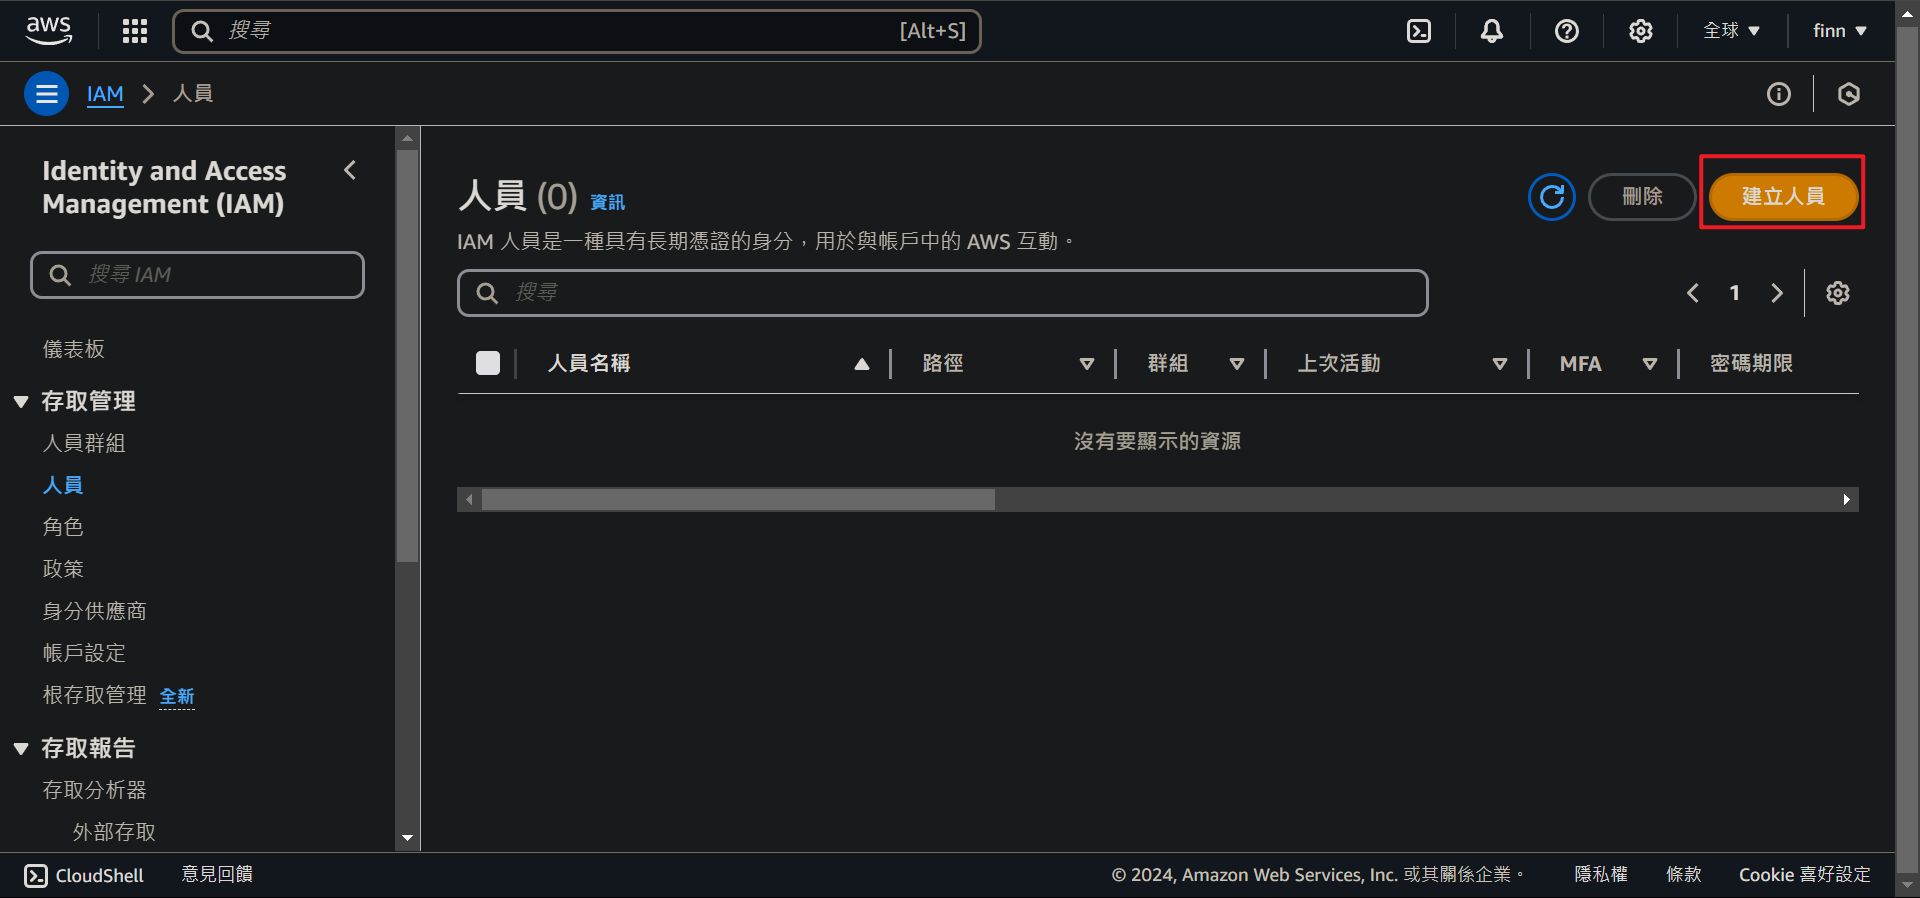 aws
搜尋 [Alt+S] 全球 finn
IAM 人員
Identity and Access
Management (IAM)
搜尋 IAM
儀表板
存取管理
人員群組
人員
角色
政策
身分供應商
帳戶設定
根存取管理 全新
存取報告
存取分析器
外部存取
人員 (0) 資訊
刪除 建立人員
IAM 人員是一種具有長期憑證的身分，用於與帳戶中的 AWS 互動。
搜尋
1
人員名稱 路徑 群組 上次活動 MFA 密碼期限
沒有要顯示的資源
CloudShell 意見回饋 © 2024, Amazon Web Services, Inc. 或其關係企業。 隱私權 條款 Cookie 喜好設定